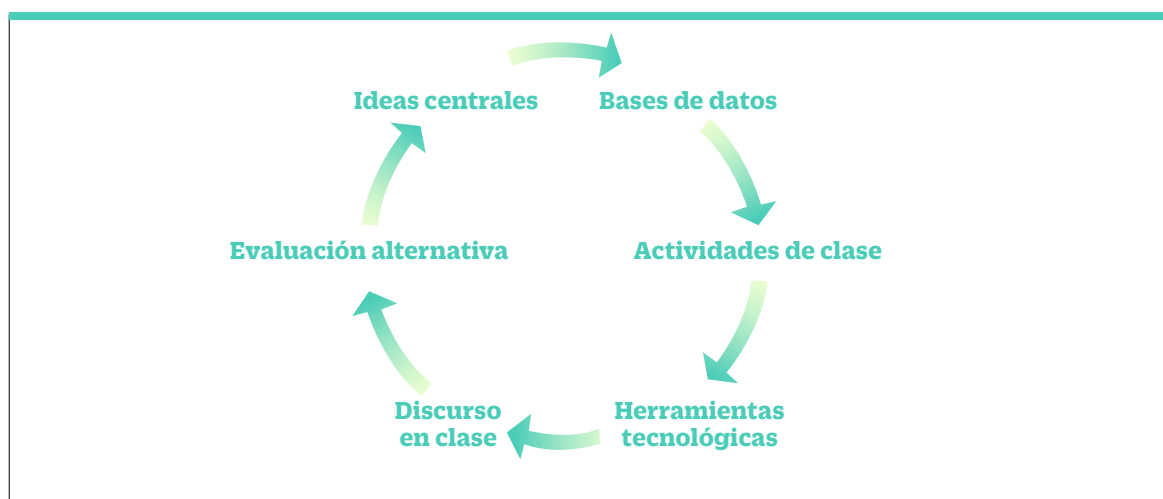 Ideas centrales
Bases de datos
Evaluación alternativa
Actividades de clase
Discurso
en clase
Herramientas
tecnológicas